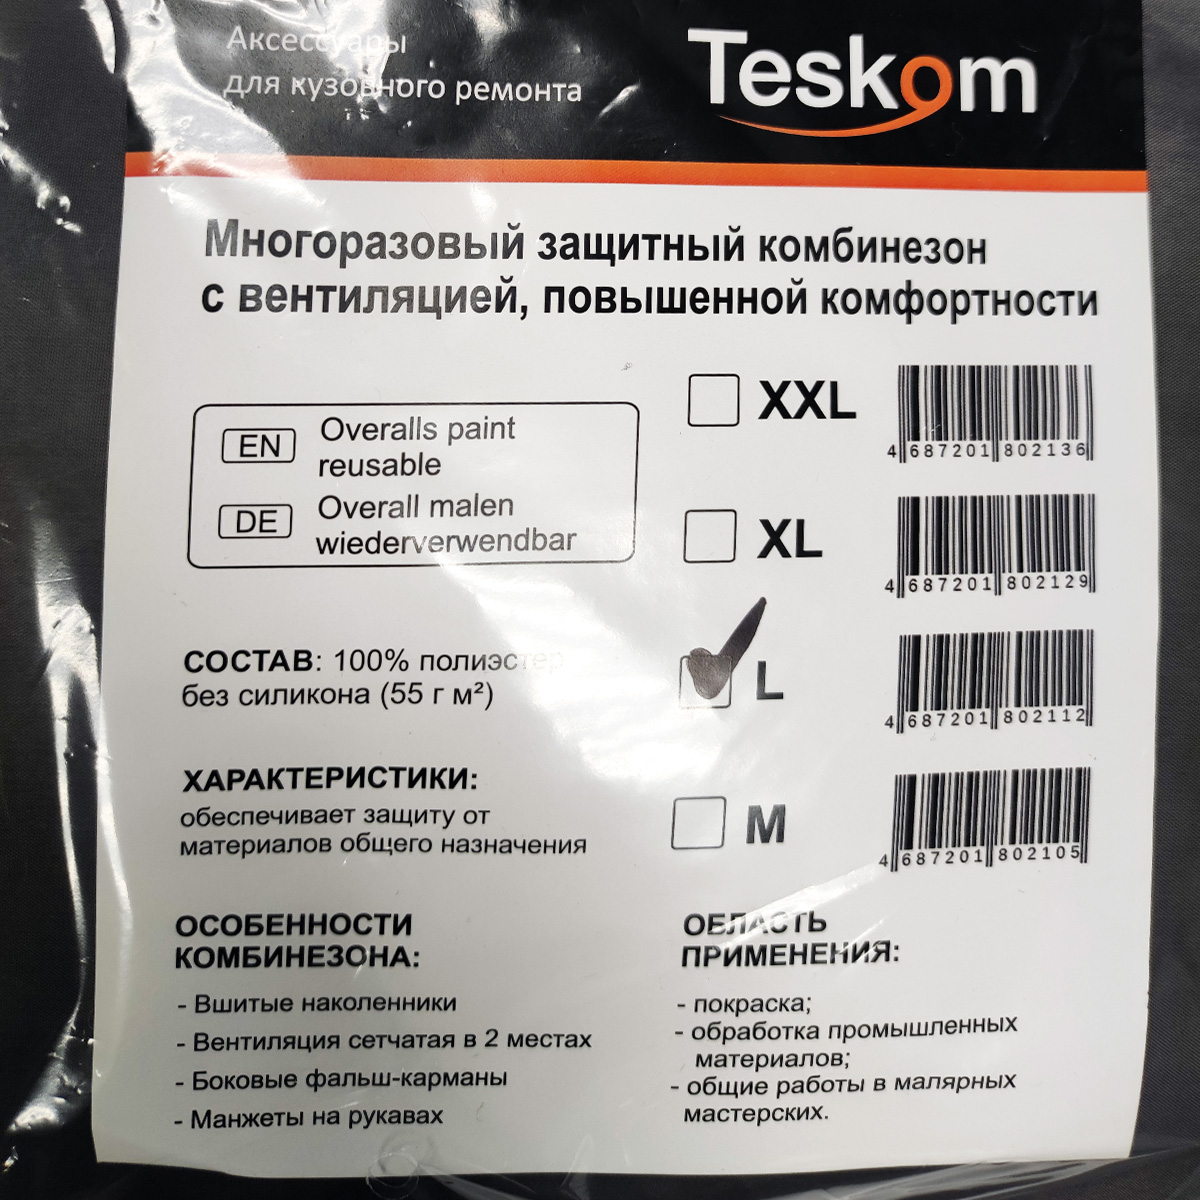 Аксессуары
для кузовного ремонта
Teskom
Многоразовый защитный комбинезон
с вентиляцией, повышенной комфортности
EN Overalls paint
reusable
DE Overall malen
wiederverwendbar
XXL
4 687201 802136
XL
4 687201 802129
L
4 687201 802112
M
4 687201 802105
СОСТАВ: 100% полиэстер
без силикона (55 г м²)
ХАРАКТЕРИСТИКИ:
обеспечивает защиту от
материалов общего назначения
ОСОБЕННОСТИ
КОМБИНЕЗОНА:
- Вшитые наколенники
- Вентиляция сетчатая в 2 местах
- Боковые фальш-карманы
- Манжеты на рукавах
ОБЛАСТЬ
ПРИМЕНЕНИЯ:
- покраска;
- обработка промышленных
материалов;
- общие работы в малярных
мастерских.